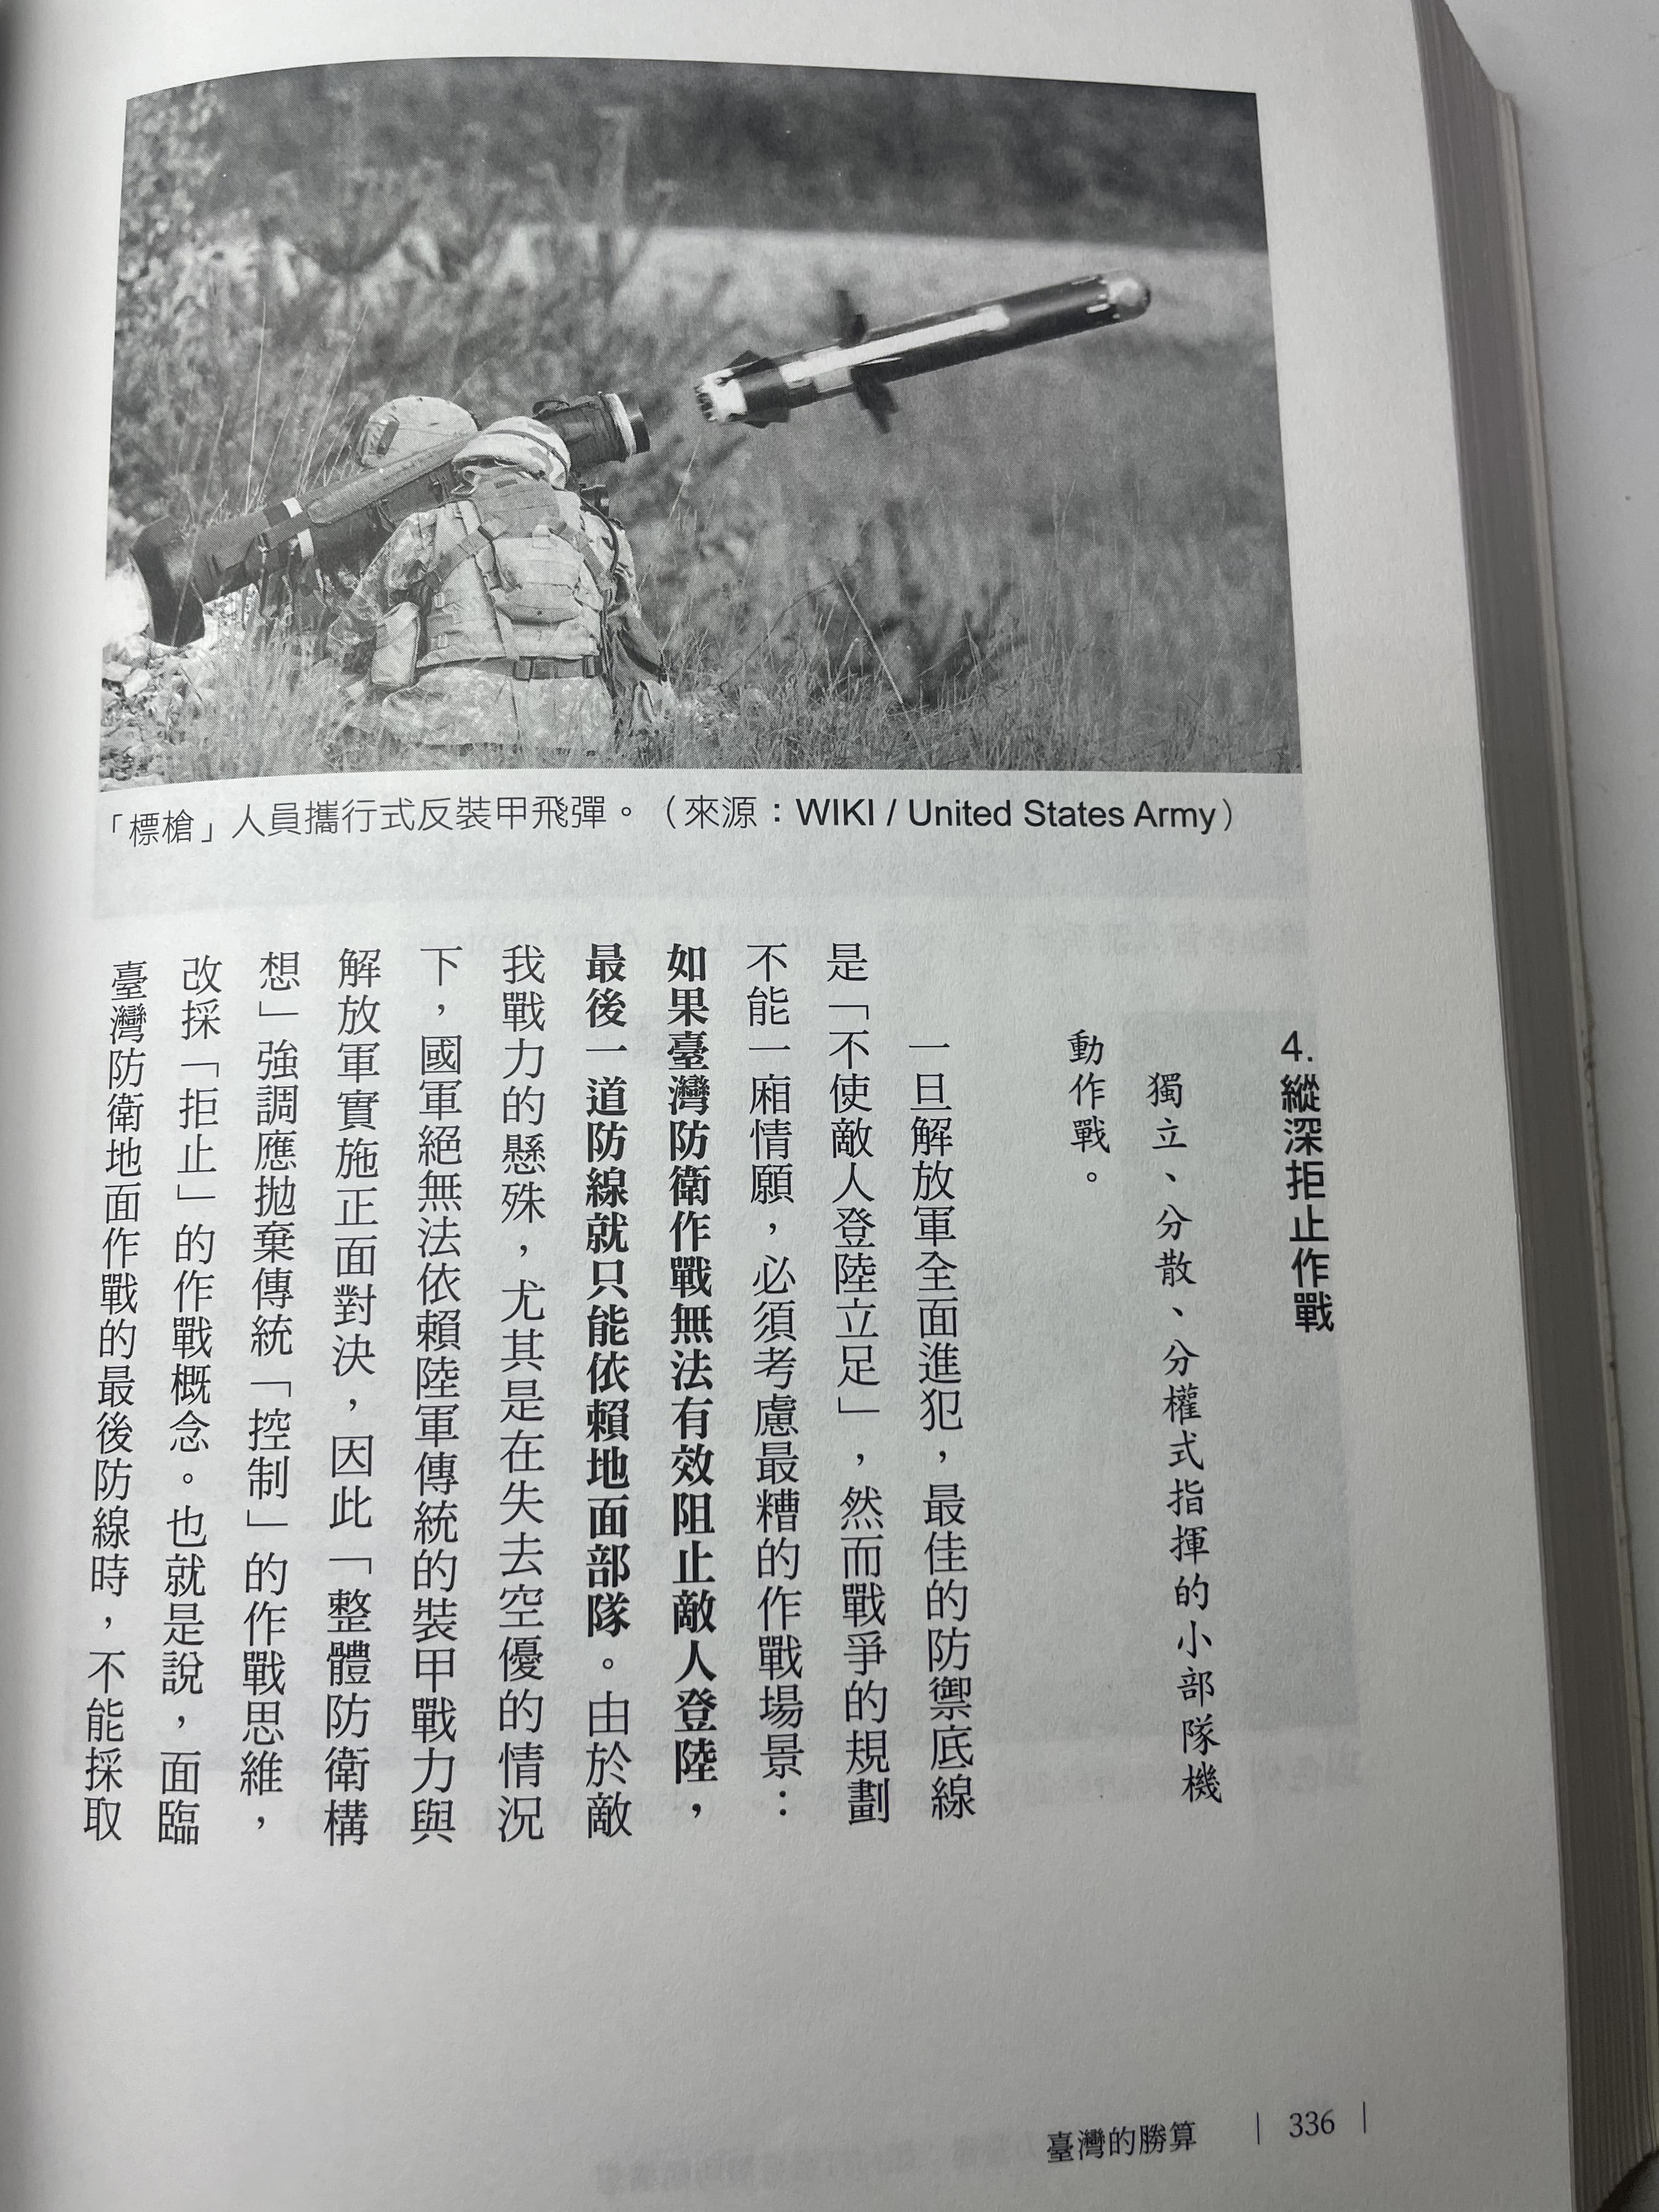 「標槍」人員攜行式反裝甲飛彈。（來源：WIKI / United States Army）
4.縱深拒止作戰
獨立、分散、分權式指揮的小部隊機
動作戰。
一旦解放軍全面進犯，最佳的防禦底線
是「不使敵人登陸立足」，然而戰爭的規劃
不能一廂情願，必須考慮最糟的作戰場景：
如果臺灣防衛作戰無法有效阻止敵人登陸，
最後一道防線就只能依賴地面部隊。由於敵
我戰力的懸殊，尤其是在失去空優的情況
下，國軍絕無法依賴陸軍傳統的裝甲戰力與
解放軍實施正面對決，因此「整體防衛構
想」強調應拋棄傳統「控制」的作戰思維，
改採「拒止」的作戰概念。也就是說，面臨
臺灣防衛地面作戰的最後防線時，不能採取
臺灣的勝算 | 336 |